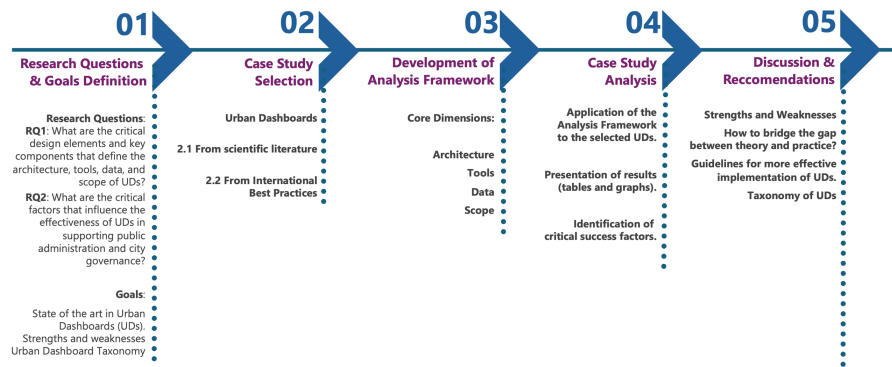 01
Research Questions
& Goals Definition
Research Questions:
RQ1: What are the critical
design elements and key
components that define the
architecture, tools, data, and
scope of UDs?
RQ2: What are the critical
factors that influence the
effectiveness of UDs in
supporting public
administration and city
governance?
Goals:
State of the art in Urban
Dashboards (UDs).
Strengths and weaknesses
Urban Dashboard Taxonomy
02
Case Study
Selection
Urban Dashboards
2.1 From scientific literature
2.2 From International
Best Practices
03
Development of
Analysis Framework
Core Dimensions:
Architecture
Tools
Data
Scope
04
Case Study
Analysis
Application of the
Analysis Framework
to the selected UDs.
Presentation of results
(tables and graphs).
Identification of
critical success factors.
05
Discussion &
Reccomendations
Strengths and Weaknesses
How to bridge the gap
between theory and practice?
Guidelines for more effective
implementation of UDs.
Taxonomy of UDs